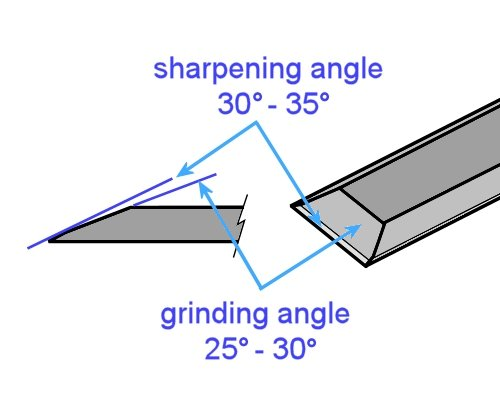 sharpening angle
30° - 35°
grinding angle
25° - 30°